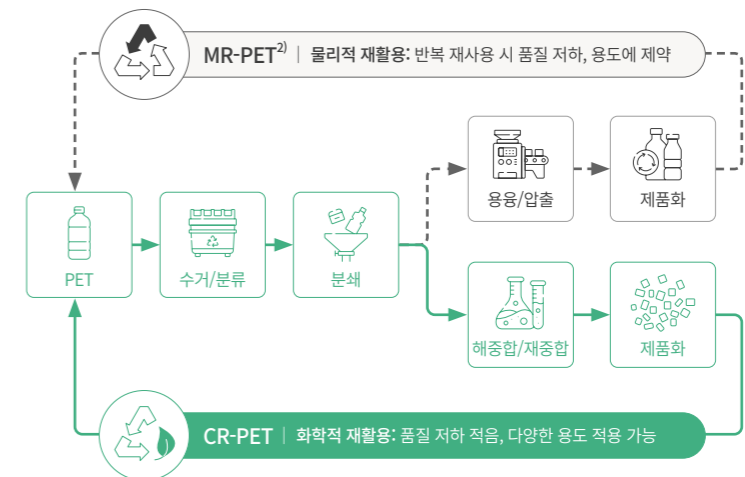 MR-PET2) | 물리적 재활용: 반복 재사용 시 품질 저하, 용도에 제약
용융/압출
제품화
PET
수거/분류
분쇄
해중합/재중합
제품화
CR-PET | 화학적 재활용: 품질 저하 적음, 다양한 용도 적용 가능